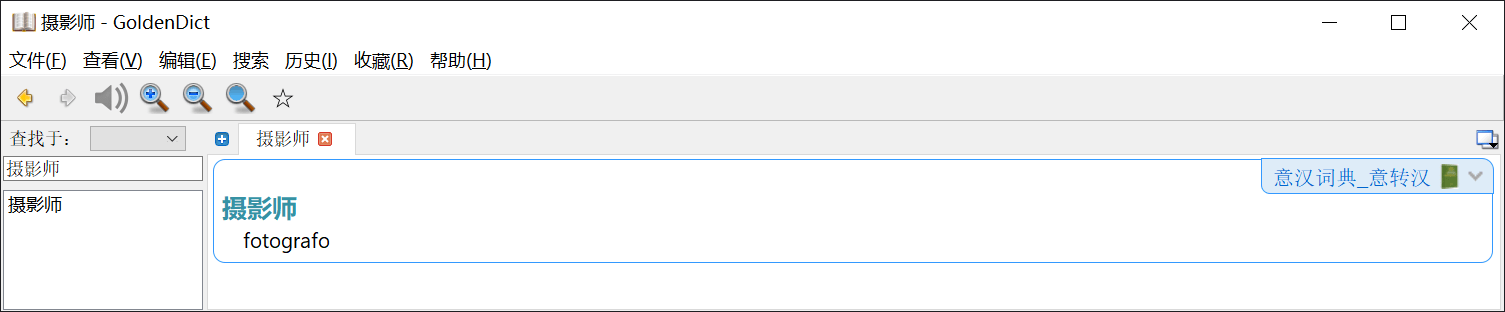 摄影师 - GoldenDict
文件(F) 查看(V) 编辑(E) 搜索 历史(I) 收藏(R) 帮助(H)
查找于:
摄影师
摄影师
摄影师
意汉词典_意转汉
摄影师
fotografo